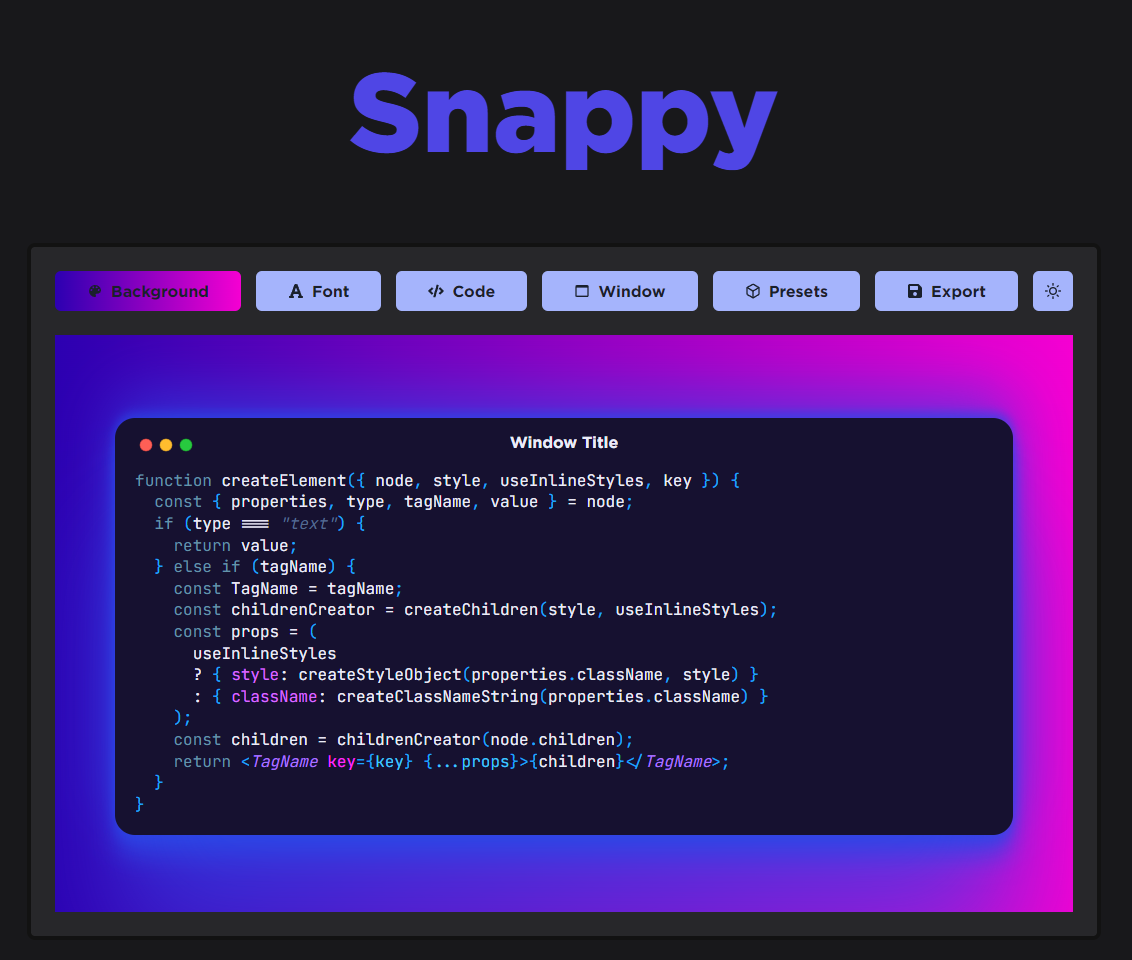 Snappy
Background Font Code Window Presets Export
Window Title
function createElement({ node, style, useInlineStyles, key }) {
  const { properties, type, tagName, value } = node;
  if (type === "text") {
    return value;
  } else if (tagName) {
    const TagName = tagName;
    const childrenCreator = createChildren(style, useInlineStyles);
    const props = (
      useInlineStyles
      ? { style: createStyleObject(properties.className, style) }
      : { className: createClassNameString(properties.className) }
    );
    const children = childrenCreator(node.children);
    return <TagName key={key} {...props}>{children}</TagName>;
  }
}